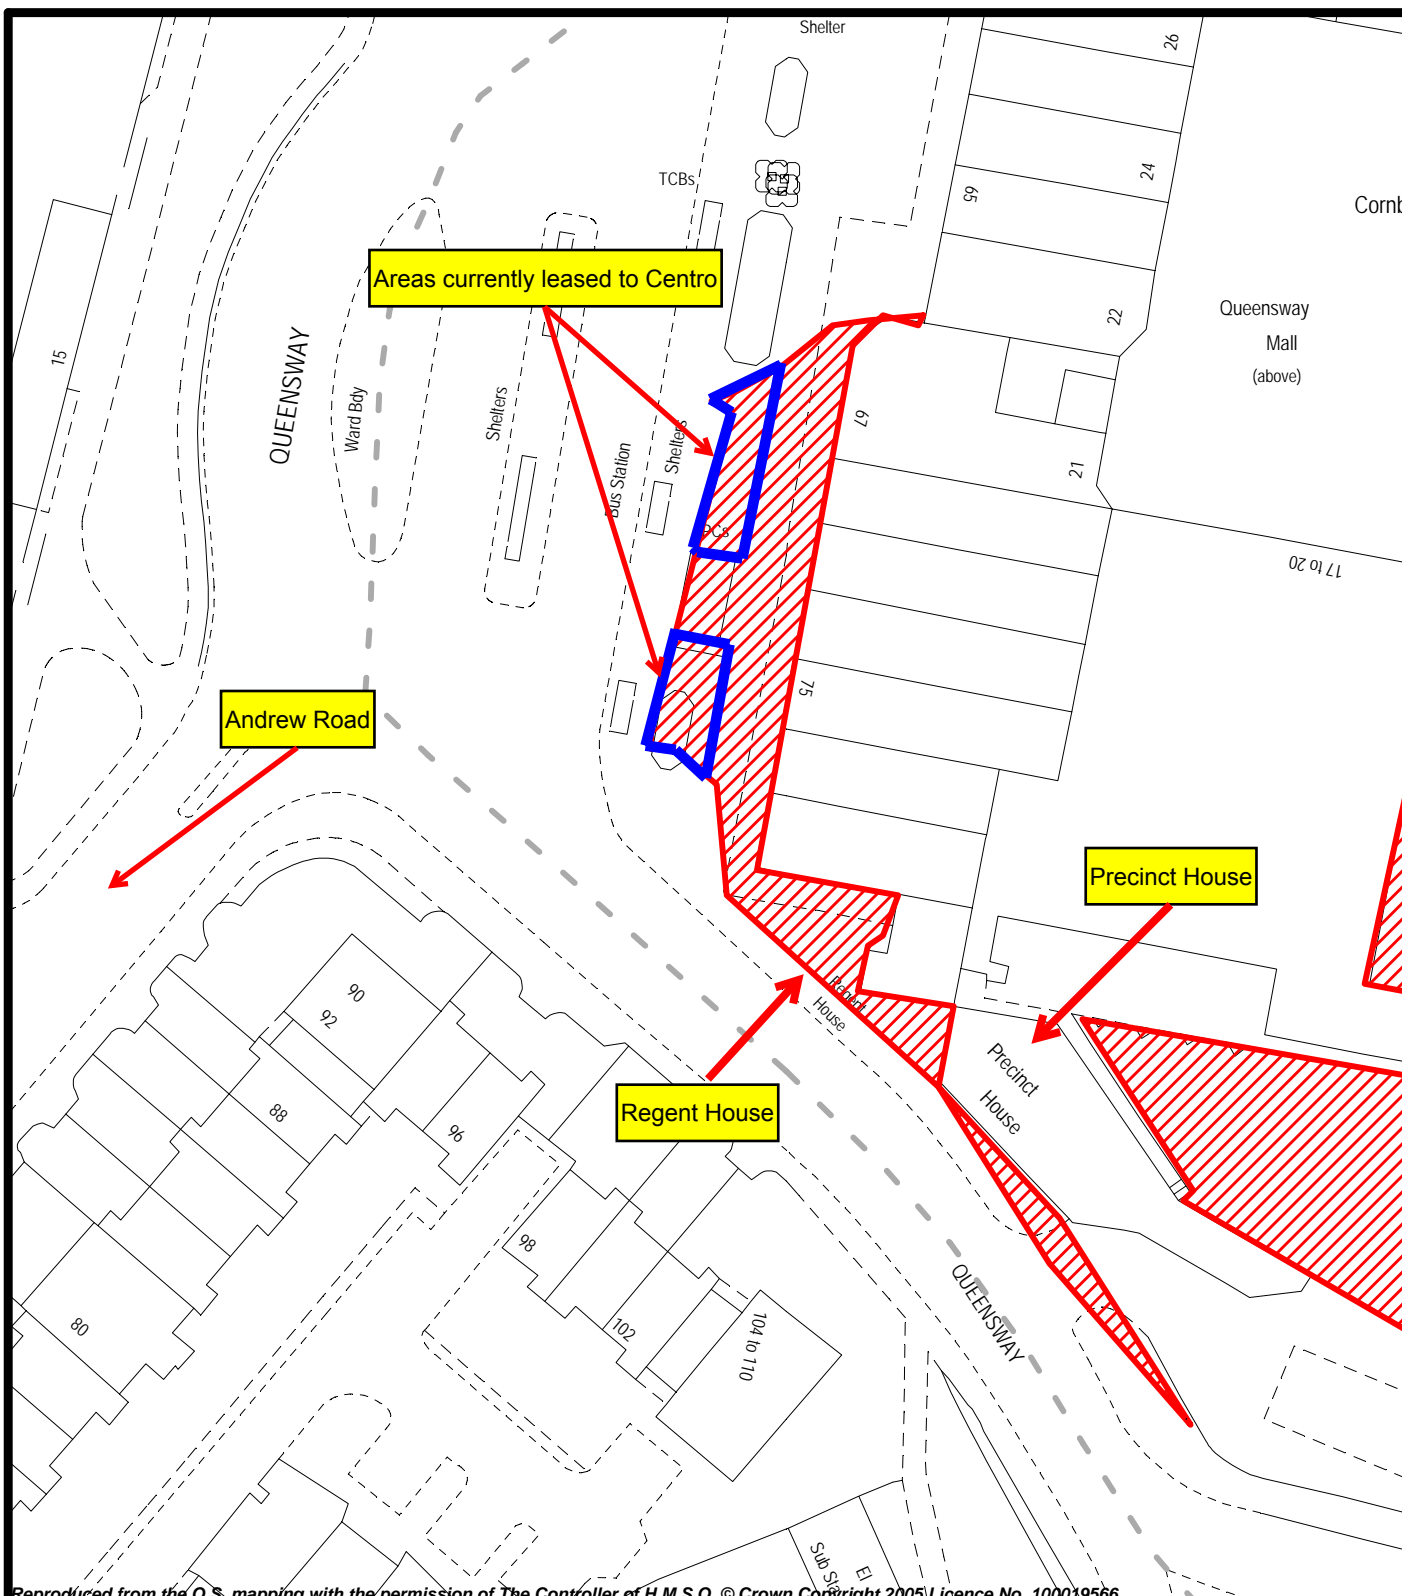 Shelter
26
TCBs
24
65
Cornb
Areas currently leased to Centro
22
Queensway
Mall
(above)
15
QUEENSWAY
Ward Bdy
Shelters
Shelters
Bus Station
67
21
PCs
17 to 20
75
Andrew Road
Precinct House
Regent
House
90
92
Precinct
House
88
96
Regent House
98
QUEENSWAY
80
102
104 to 110
El
Sub Sta
Reproduced from the O.S. mapping with the permission of The Controller of H.M.S.O. © Crown Copyright 2005 Licence No. 100019566